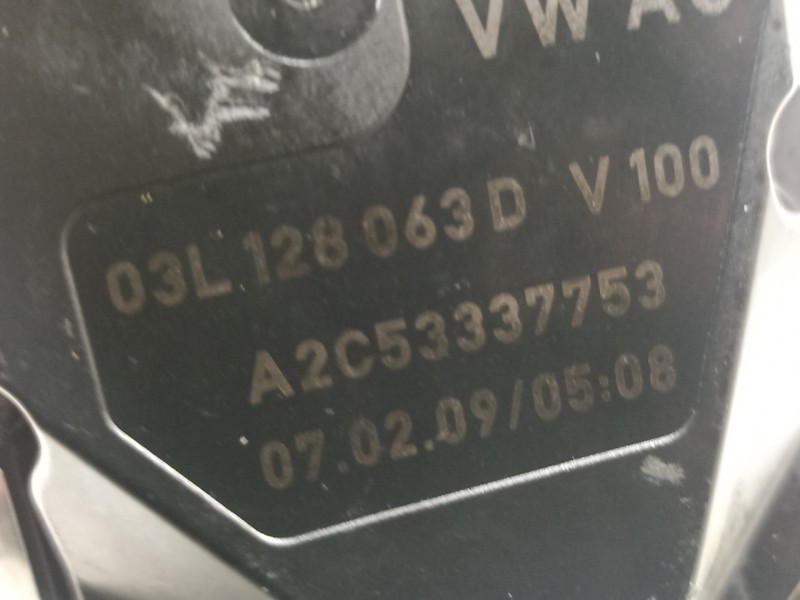 VW AG
03L 128 063 D V 100
A2C53337753
07.02.09/05:08